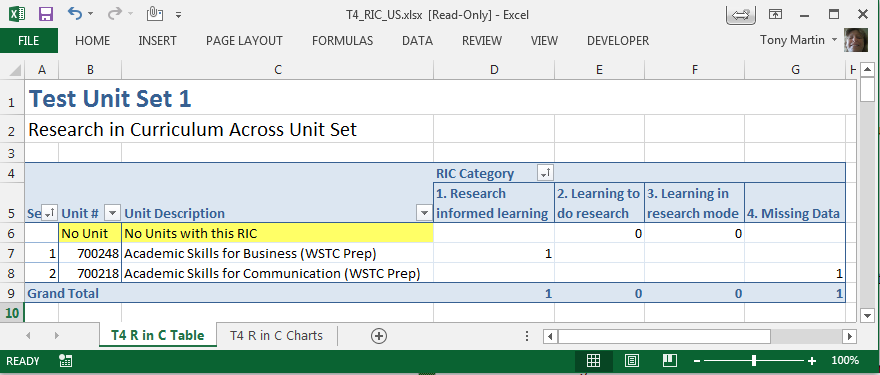 T4_RIC_US.xlsx [Read-Only] - Excel
FILE HOME INSERT PAGE LAYOUT FORMULAS DATA REVIEW VIEW DEVELOPER Tony Martin
A B C D E F G H
1 Test Unit Set 1
2 Research in Curriculum Across Unit Set
3
4 RIC Category
1. Research 2. Learning to 3. Learning in
5 Se Unit # Unit Description informed learning do research research mode 4. Missing Data
6 No Unit No Units with this RIC 0 0
7 1 700248 Academic Skills for Business (WSTC Prep) 1
8 2 700218 Academic Skills for Communication (WSTC Prep) 1
9 Grand Total 1 0 0 1
10
T4 R in C Table T4 R in C Charts
READY 100%